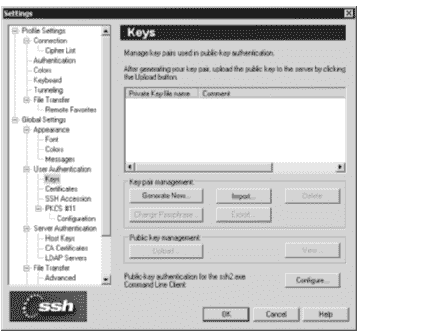 Settings
Profile Settings
Connection
Cipher List
Authentication
Colors
Keyboard
Tunneling
File Transfer
Remote Favorites
Global Settings
Appearance
Font
Colors
Messages
User Authentication
Keys
Certificates
SSH Accession
PKCS #11
Configuration
Server Authentication
Host Keys
CA Certificates
LDAP Servers
File Transfer
Advanced
ssh
Keys
Manage key pairs used in public-key authentication.
After generating your key pair, upload the public key to the server by clicking
the Upload button.
Private Key file name Comment
Key pair management:
Generate New... Import... Delete
Change Passphrase... Export...
Public key management:
Upload... View...
Public-key authentication for the ssh2.exe
Command Line Client Configure...
OK Cancel Help